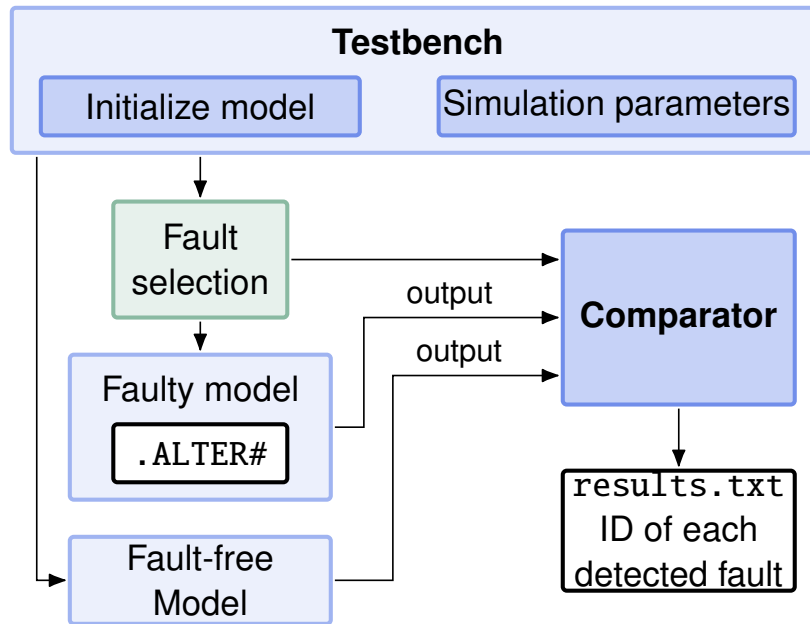 Testbench
Initialize model
Simulation parameters
Fault
selection
output
Comparator
output
Faulty model
.ALTER#
results.txt
ID of each
detected fault
Fault-free
Model